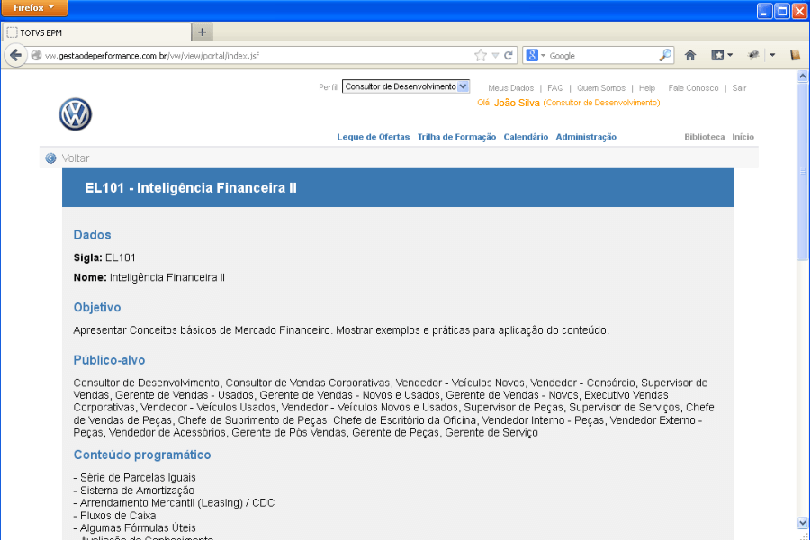 Firefox
TOTVS EPM
vw.gestaodeperformance.com.br/vw/view/portal/index.jsf
Google
Perfil Consultor de Desenvolvimento Meus Dados | FAQ | Quem Somos | Help Fale Conosco | Sair
Olá João Silva (Consultor de Desenvolvimento)
Leque de Ofertas Trilha de Formação Calendário Administração Biblioteca Início
Voltar
EL101 - Inteligência Financeira II
Dados
Sigla: EL101
Nome: Inteligência Financeira II
Objetivo
Apresentar Conceitos básicos de Mercado Financeiro. Mostrar exemplos e práticas para aplicação do conteúdo.
Público-alvo
Consultor de Desenvolvimento, Consultor de Vendas Corporativas, Vendedor - Veículos Novos, Vendedor - Consórcio, Supervisor de
Vendas, Gerente de Vendas - Usados, Gerente de Vendas - Novos e Usados, Gerente de Vendas - Novos, Executivo Vendas
Corporativas, Vendedor - Veículos Usados, Vendedor - Veículos Novos e Usados, Supervisor de Peças, Supervisor de Serviços, Chefe
de Vendas de Peças, Chefe de Suprimento de Peças, Chefe de Escritório da Oficina, Vendedor Interno - Peças, Vendedor Externo -
Peças, Vendedor de Acessórios, Gerente de Pós Vendas, Gerente de Peças, Gerente de Serviço
Conteúdo programático
- Série de Parcelas Iguais
- Sistema de Amortização
- Arrendamento Mercantil (Leasing) / CDC
- Fluxos de Caixa
- Algumas Fórmulas Úteis
- Avaliação de Conhecimento